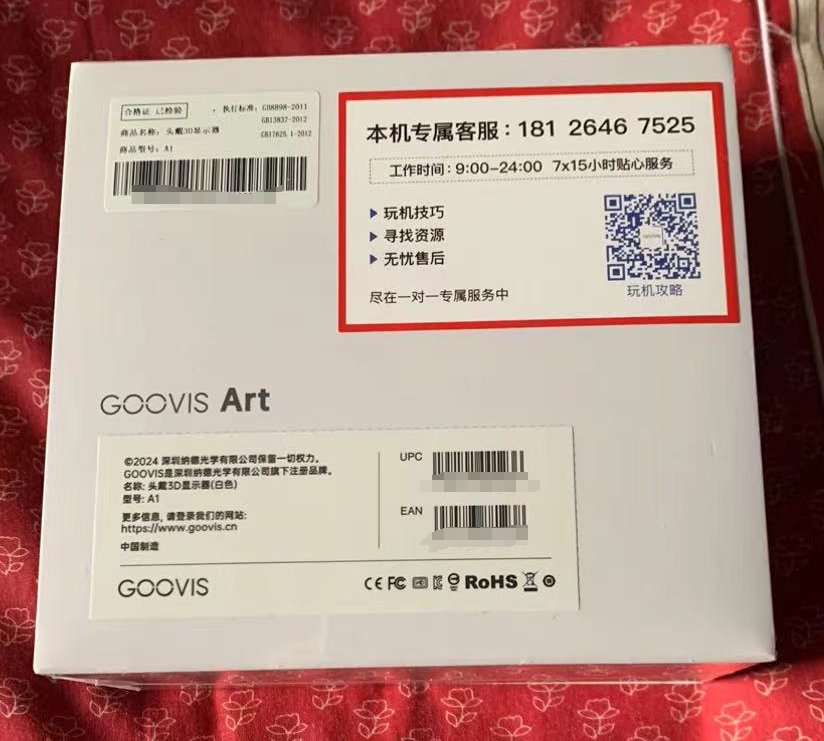 合格证 已检验
执行标准: GB8898-2011
GB13837-2012
商品名称: 头戴3D显示器
GB17625.1-2012
商品型号: A1
本机专属客服：181 2646 7525
工作时间：9:00-24:00 7x15小时贴心服务
玩机技巧
寻找资源
无忧售后
GOOVIS
玩机攻略
尽在一对一专属服务中
GOOVIS Art
©2024 深圳纳德光学有限公司保留一切权力。
GOOVIS是深圳纳德光学有限公司旗下注册品牌。
名称: 头戴3D显示器(白色)
型号: A1
更多信息, 请登录我们的网站:
https://www.goovis.cn
中国制造
UPC
EAN
GOOVIS
CE FC RoHS